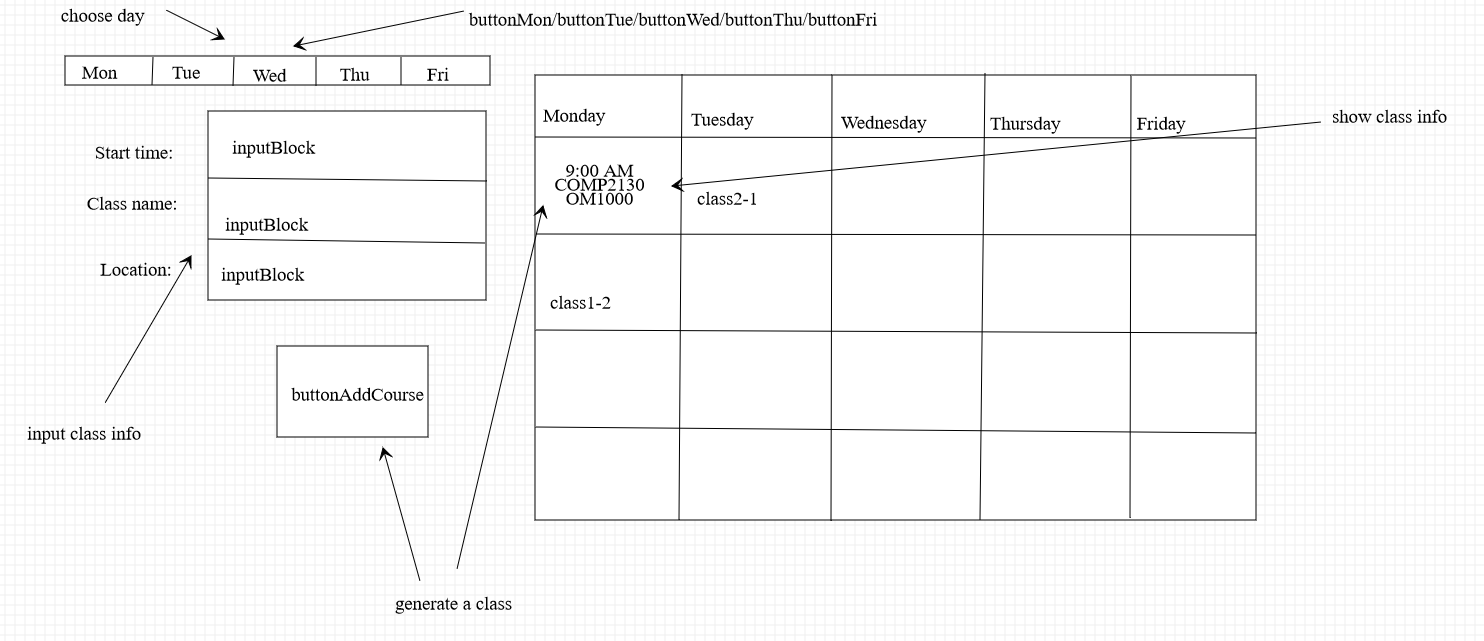 choose day
buttonMon/buttonTue/buttonWed/buttonThu/buttonFri
Mon Tue Wed Thu Fri
Monday Tuesday Wednesday Thursday Friday
show class info
Start time: inputBlock
9:00 AM
COMP2130
OM1000
class2-1
Class name: inputBlock
Location: inputBlock
class1-2
buttonAddCourse
input class info
generate a class